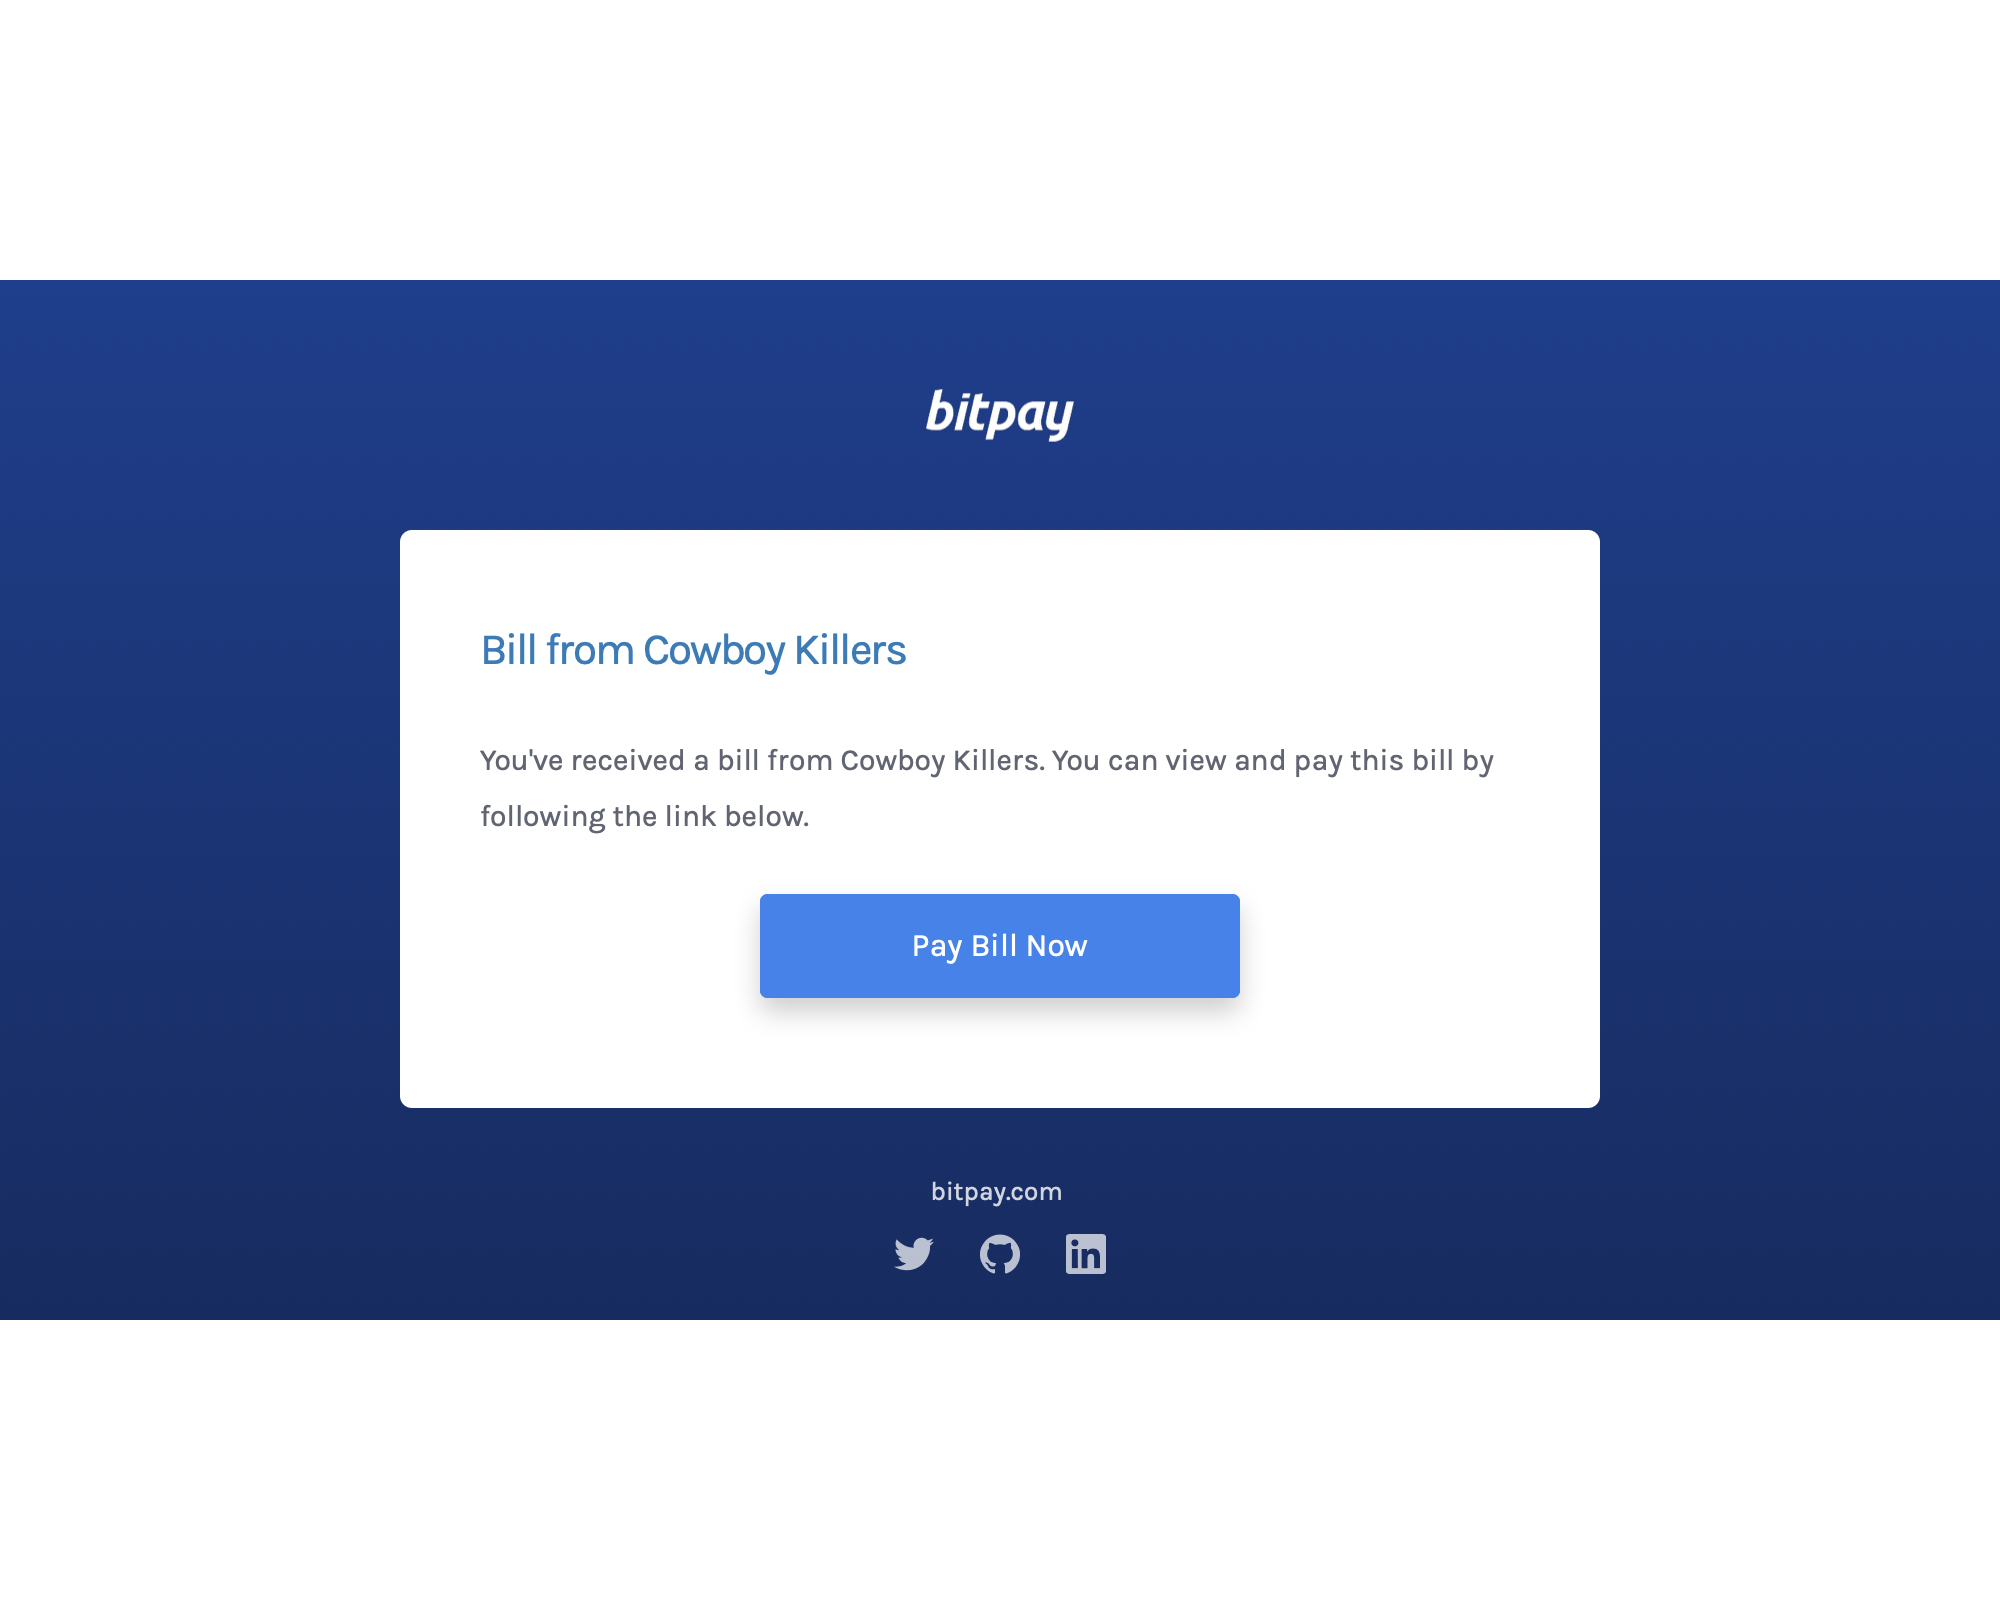 bitpay
Bill from Cowboy Killers
You've received a bill from Cowboy Killers. You can view and pay this bill by
following the link below.
Pay Bill Now
bitpay.com
in